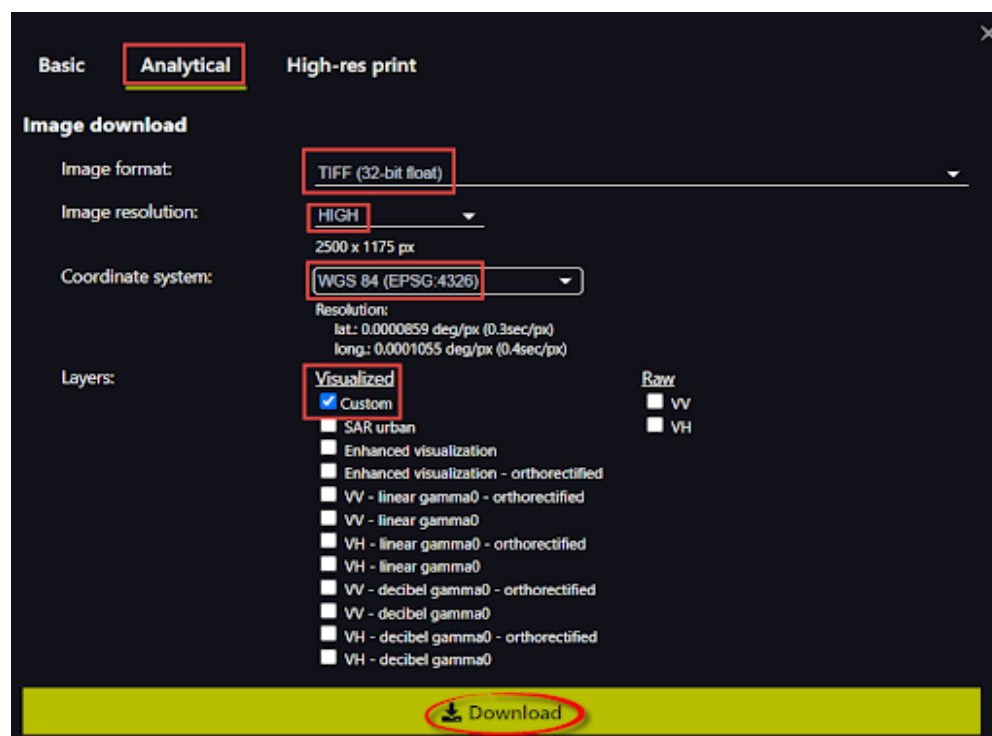 Basic Analytical High-res print
Image download
Image format: TIFF (32-bit float)
Image resolution: HIGH
2500 x 1175 px
Coordinate system: WGS 84 (EPSG:4326)
Resolution:
lat.: 0.0000859 deg/px (0.3sec/px)
long.: 0.0001055 deg/px (0.4sec/px)
Layers: Visualized Raw
Custom VV
SAR urban VH
Enhanced visualization
Enhanced visualization - orthorectified
VV - linear gamma0 - orthorectified
VV - linear gamma0
VH - linear gamma0 - orthorectified
VH - linear gamma0
VV - decibel gamma0 - orthorectified
VV - decibel gamma0
VH - decibel gamma0 - orthorectified
VH - decibel gamma0
Download